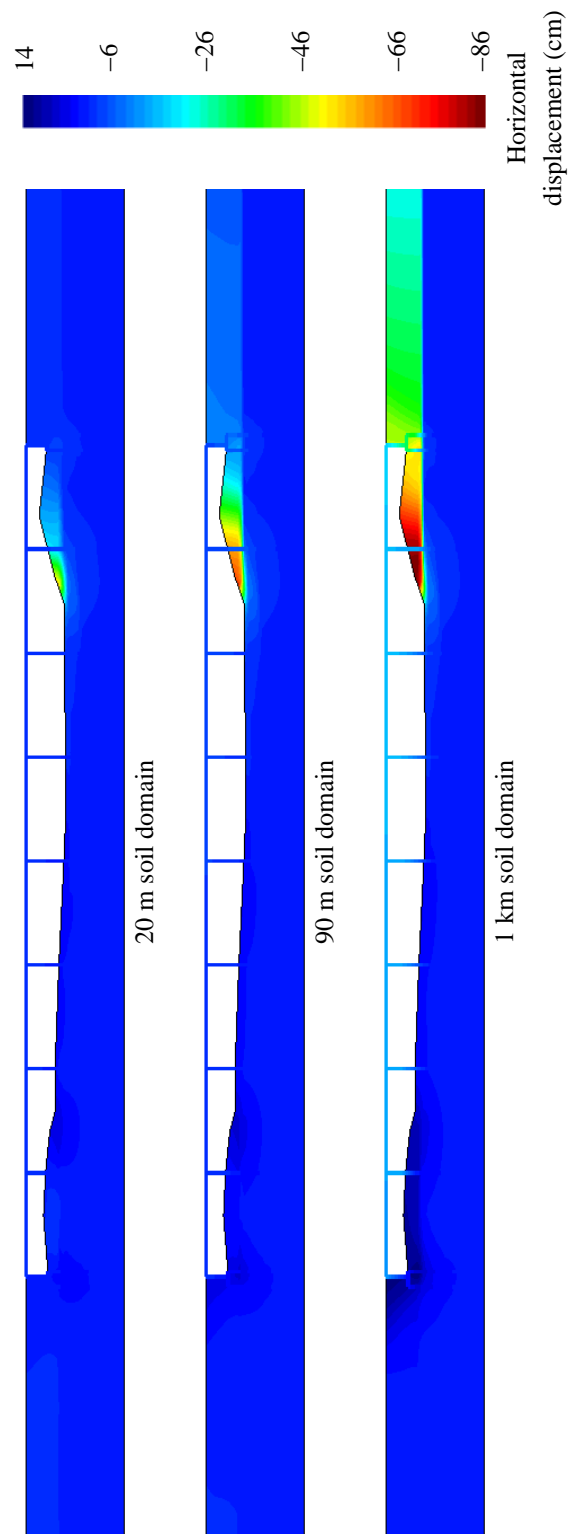 14
−6
−26
−46
−66
−86
Horizontal
displacement (cm)
20 m soil domain
90 m soil domain
1 km soil domain